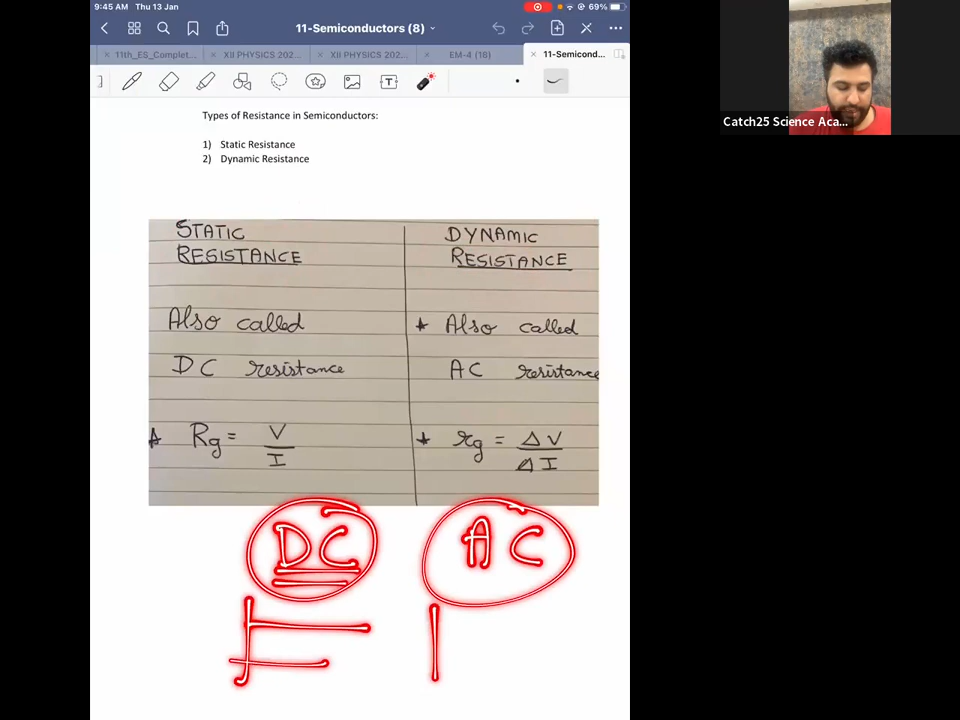 9:45 AM Thu 13 Jan
69%
11-Semiconductors (8)
11th_ES_Complet...
XII PHYSICS 202...
XII PHYSICS 202...
EM-4 (16)
11-Semicond...
Types of Resistance in Semiconductors:
1) Static Resistance
2) Dynamic Resistance
STATIC
RESISTANCE
Also called
DC resistance
Rg = V/I
DYNAMIC
RESISTANCE
Also called
AC resistance
rg = ΔV/ΔI
DC
AC
Catch25 Science Aca...